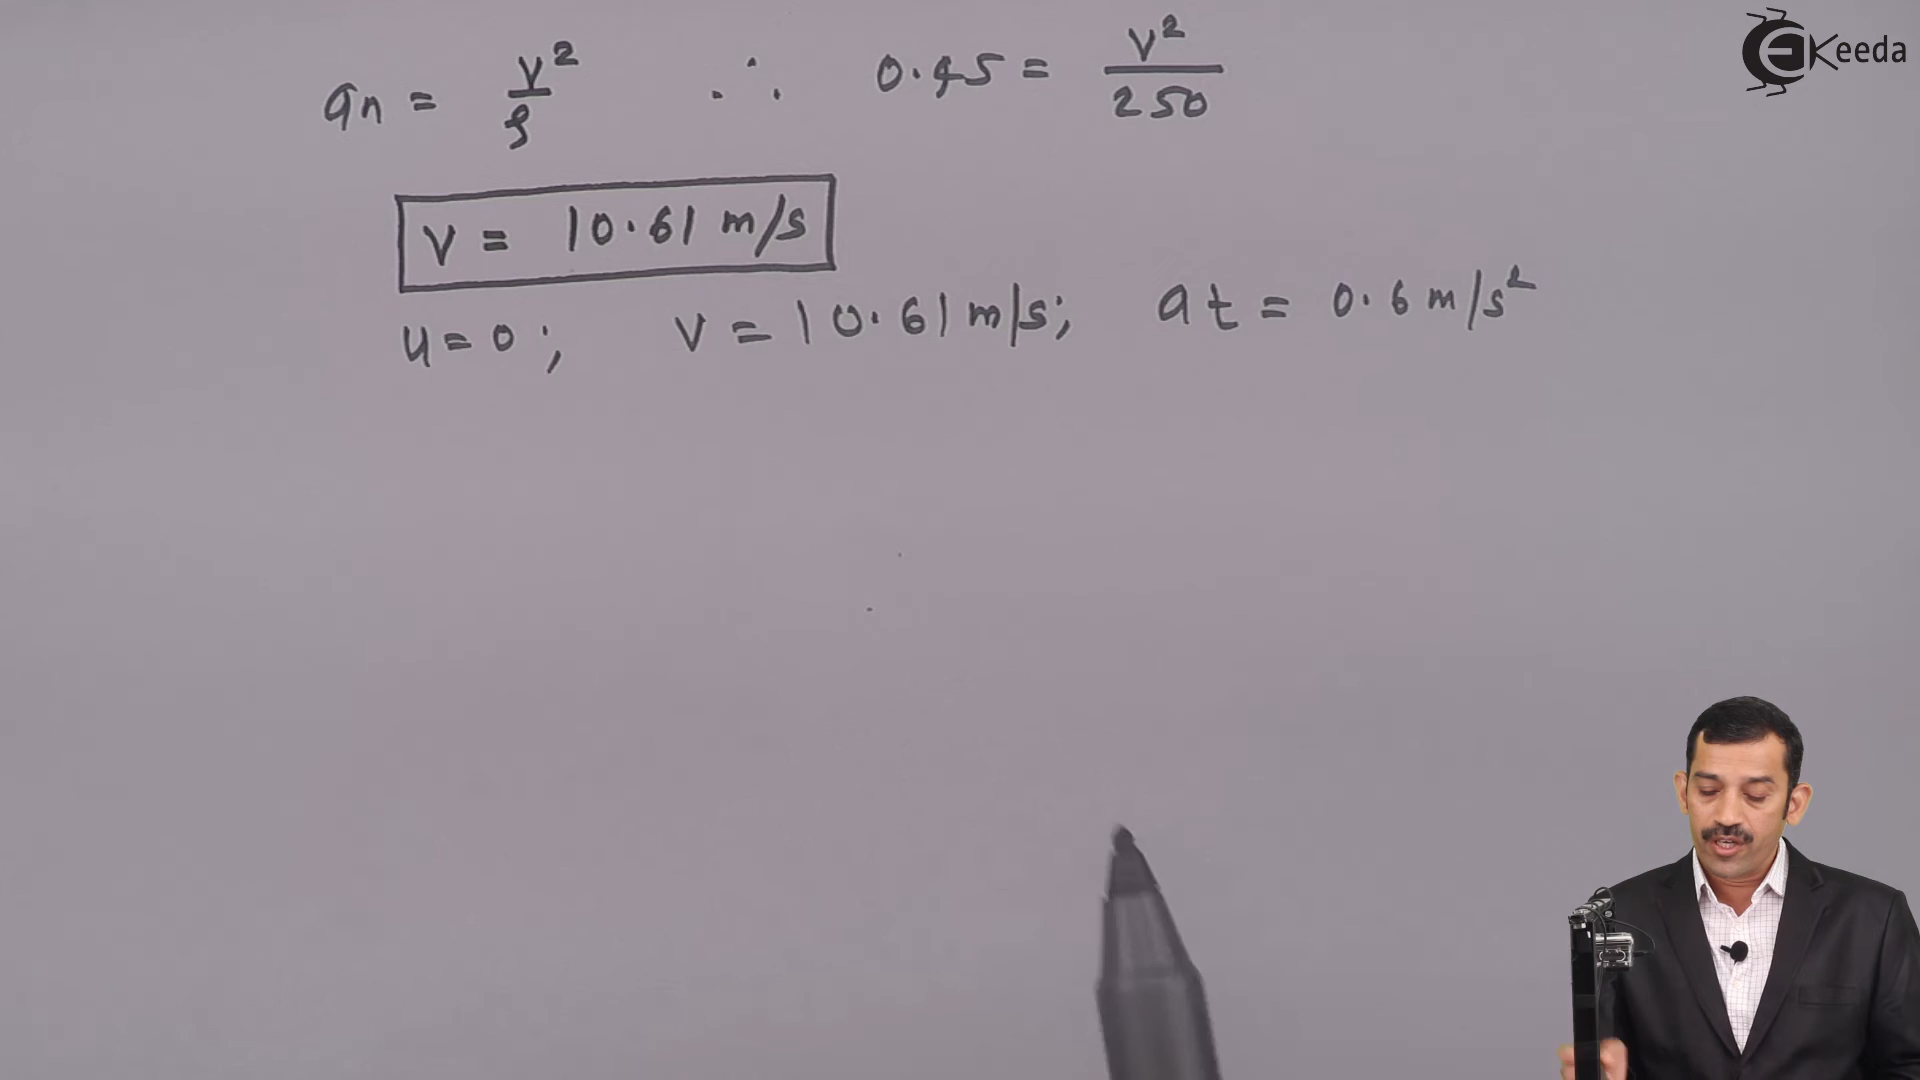 an = v²/ρ ∴ 0.45 = v²/250
EKeeda
v = 10.61 m/s
u = 0 ; v = 10.61 m/s; at = 0.6 m/s²